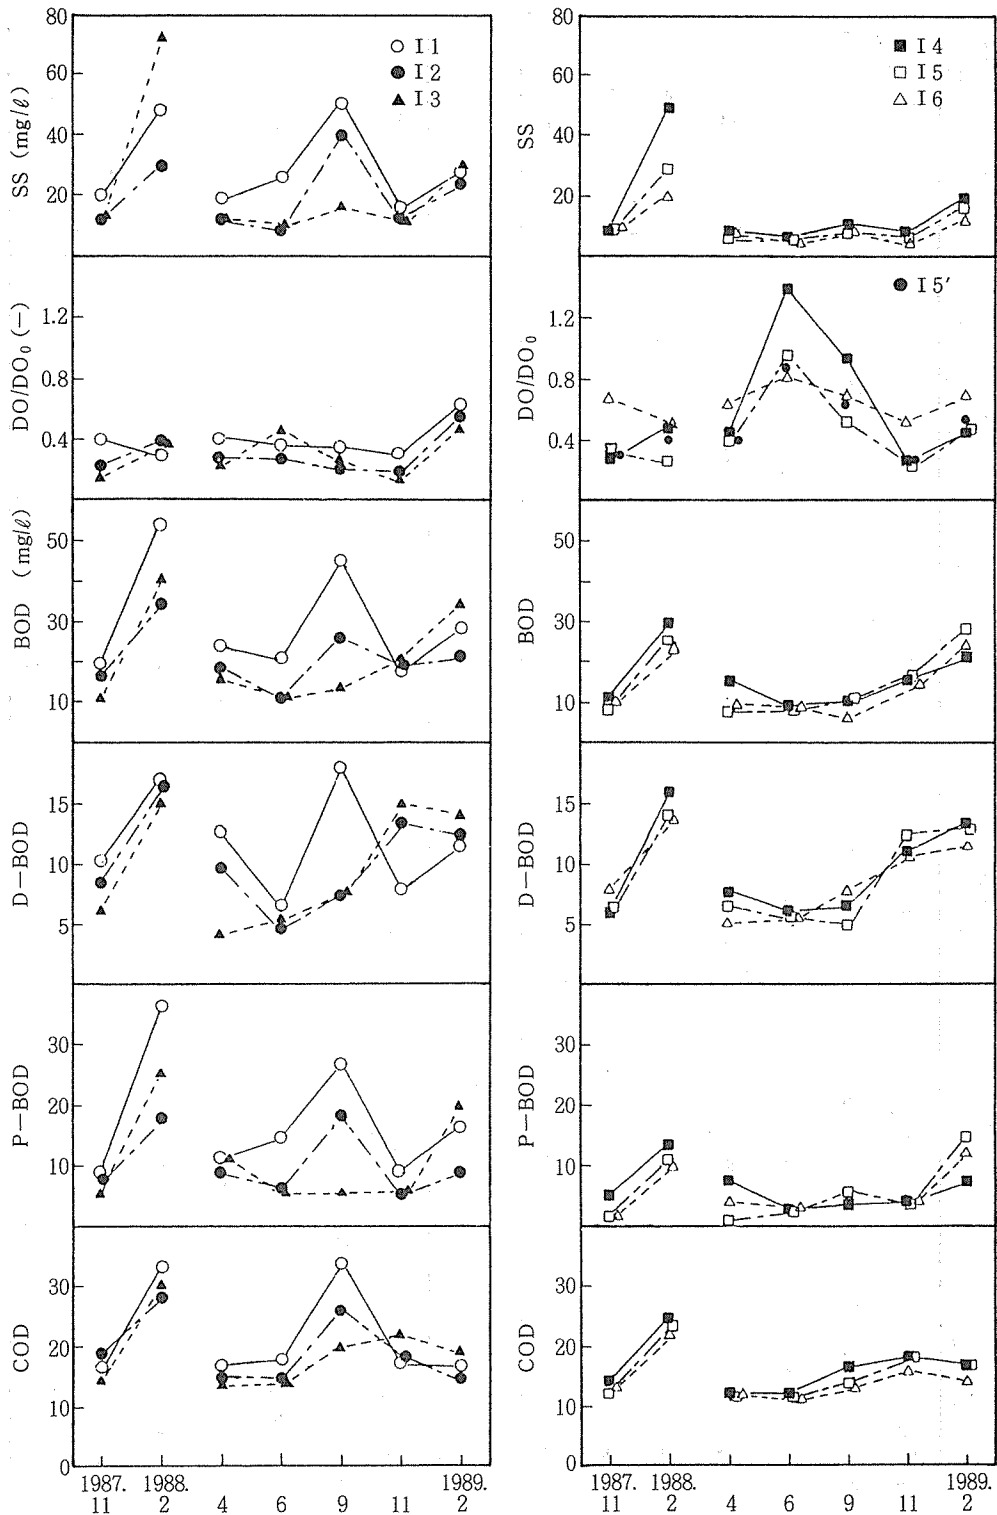 80
60
40
20
SS (mg/ℓ)
I1
I2
I3
1.2
0.8
0.4
DO/DO₀ (−)
50
30
10
BOD (mg/ℓ)
15
10
5
D−BOD
30
20
10
P−BOD
30
20
10
0
COD
1987. 1988. 1989.
11 2 4 6 9 11 2
80
60
40
20
SS
I4
I5
I6
I5′
1.2
0.8
0.4
DO/DO₀
50
30
10
BOD
15
10
5
D−BOD
30
20
10
P−BOD
30
20
10
0
COD
1987. 1988. 1989.
11 2 4 6 9 11 2